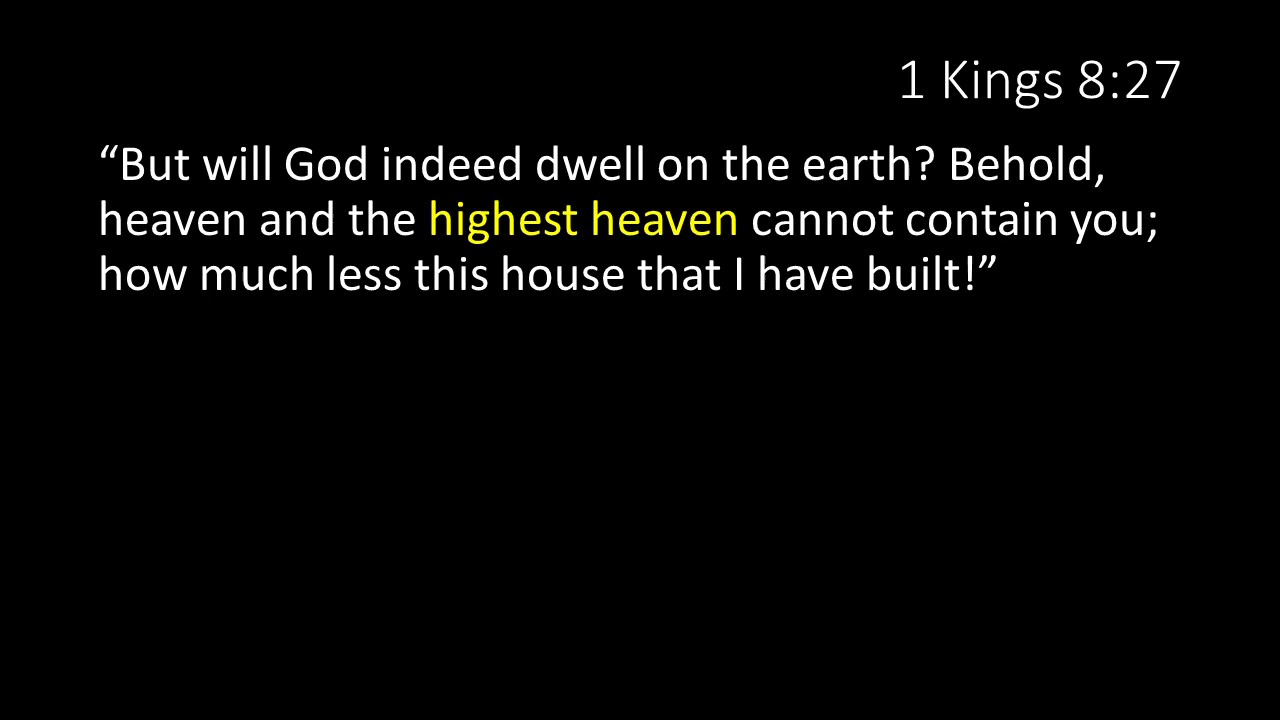 1 Kings 8:27
“But will God indeed dwell on the earth? Behold,
heaven and the highest heaven cannot contain you;
how much less this house that I have built!”